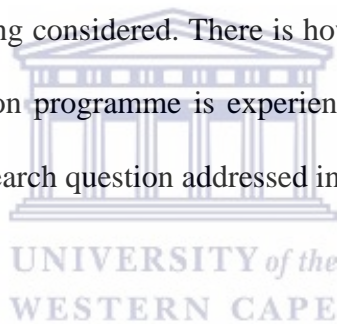 ng considered. There is ho
on programme is experien
earch question addressed in
UNIVERSITY of the
WESTERN CAPE